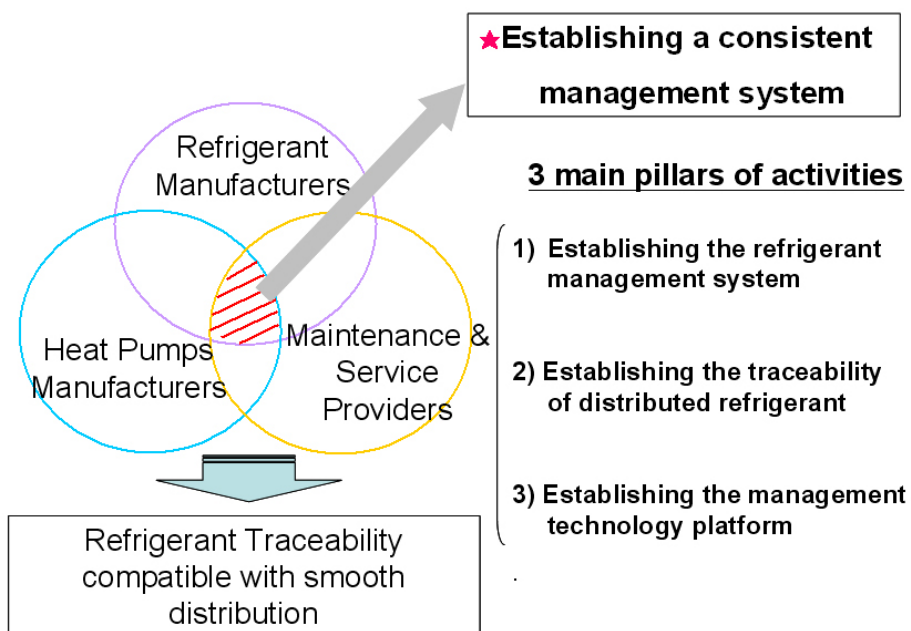 ★Establishing a consistent
management system
Refrigerant
Manufacturers
Heat Pumps
Manufacturers
Maintenance &
Service
Providers
3 main pillars of activities
1) Establishing the refrigerant
management system
2) Establishing the traceability
of distributed refrigerant
3) Establishing the management
technology platform
.
Refrigerant Traceability
compatible with smooth
distribution